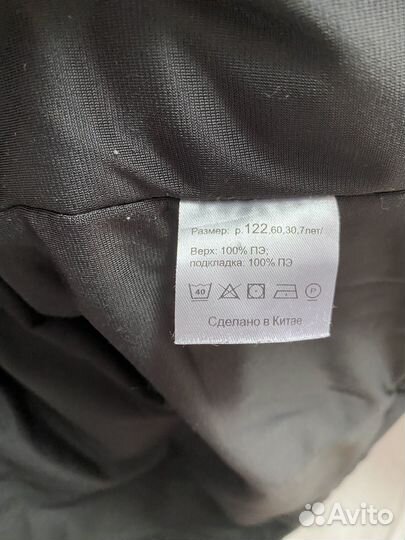 Размер: р.122,60,30,7лет/
Верх: 100% ПЭ,
подкладка: 100% ПЭ
40 P
Сделано в Китае
Avito